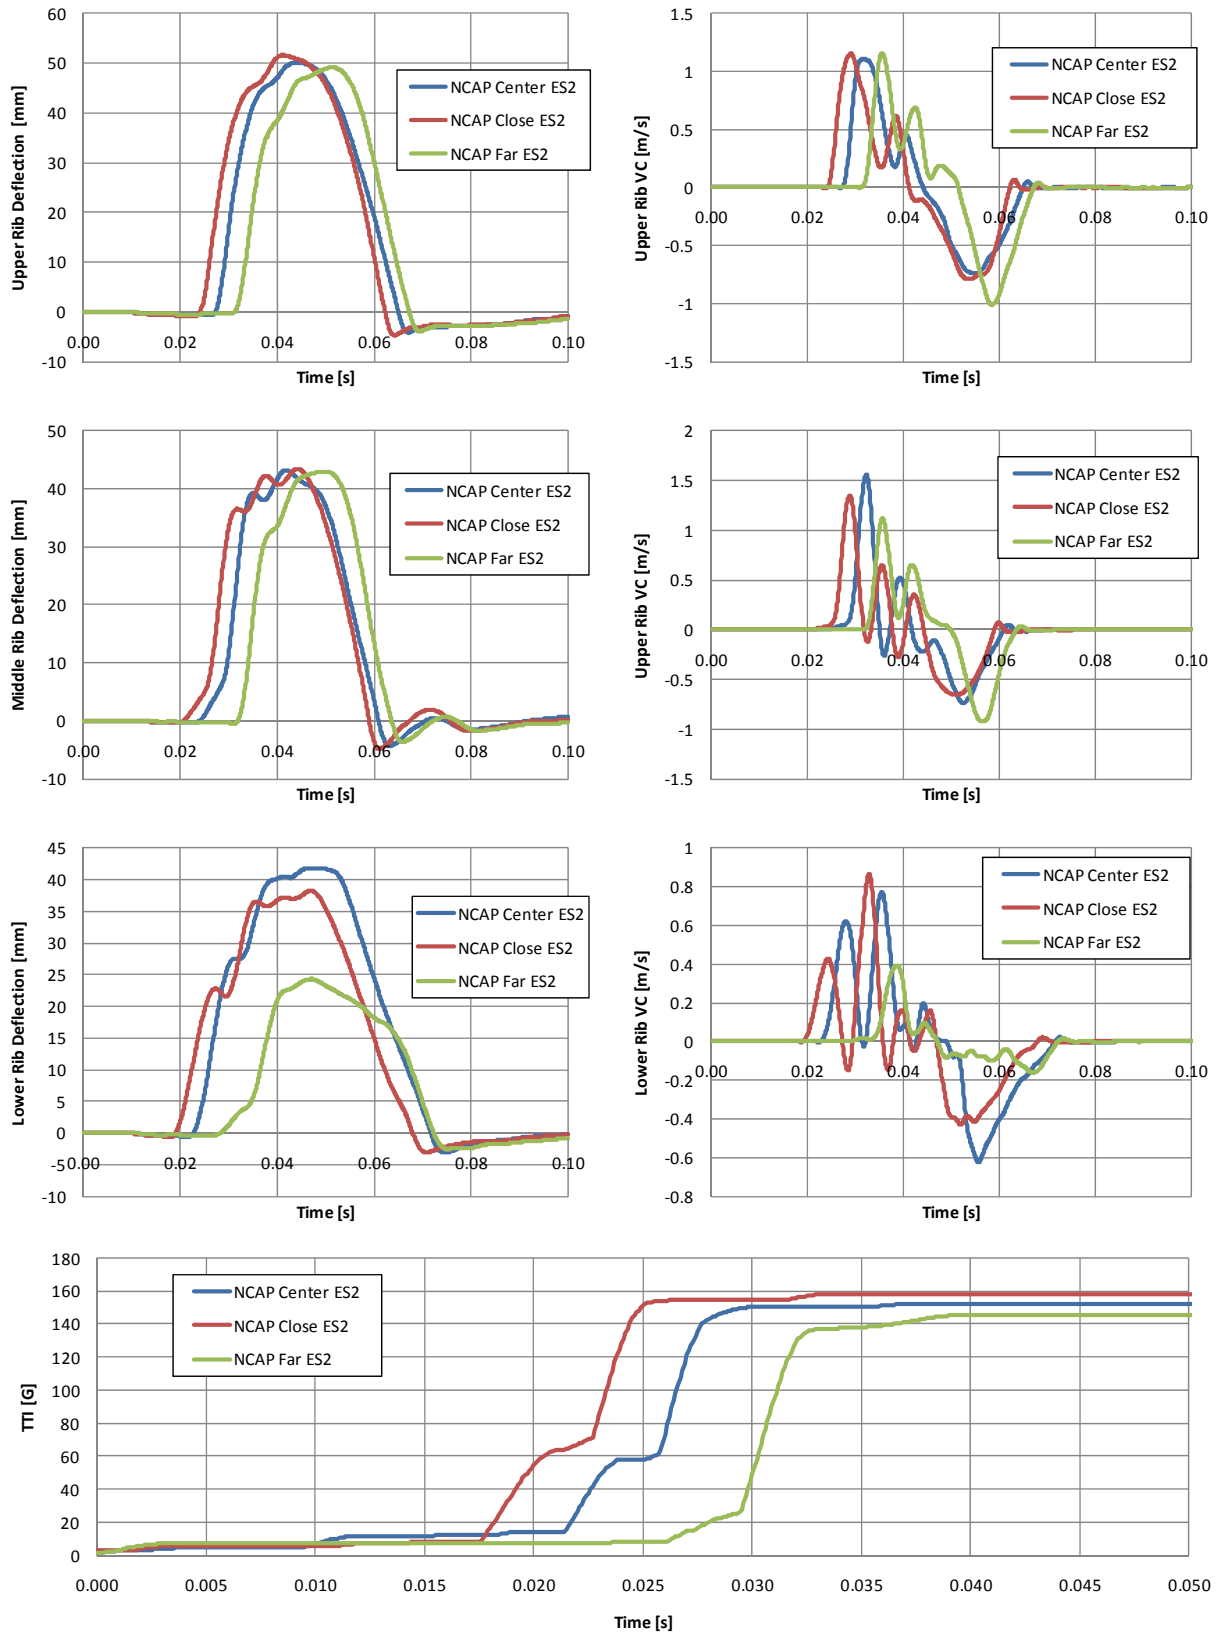 60
50
40
30
20
10
0
-10
0.00 0.02 0.04 0.06 0.08 0.10
Upper Rib Deflection [mm]
Time [s]
NCAP Center ES2
NCAP Close ES2
NCAP Far ES2
1.5
1
0.5
0
-0.5
-1
-1.5
0.00 0.02 0.04 0.06 0.08 0.10
Upper Rib VC [m/s]
Time [s]
NCAP Center ES2
NCAP Close ES2
NCAP Far ES2
50
40
30
20
10
0
-10
0.00 0.02 0.04 0.06 0.08 0.10
Middle Rib Deflection [mm]
Time [s]
NCAP Center ES2
NCAP Close ES2
NCAP Far ES2
2
1.5
1
0.5
0
-0.5
-1
-1.5
0.00 0.02 0.04 0.06 0.08 0.10
Upper Rib VC [m/s]
Time [s]
NCAP Center ES2
NCAP Close ES2
NCAP Far ES2
45
40
35
30
25
20
15
10
5
0
-5
-10
0.00 0.02 0.04 0.06 0.08 0.10
Lower Rib Deflection [mm]
Time [s]
NCAP Center ES2
NCAP Close ES2
NCAP Far ES2
1
0.8
0.6
0.4
0.2
0
-0.2
-0.4
-0.6
-0.8
0.00 0.02 0.04 0.06 0.08 0.10
Lower Rib VC [m/s]
Time [s]
NCAP Center ES2
NCAP Close ES2
NCAP Far ES2
180
160
140
120
100
80
60
40
20
0
0.000 0.005 0.010 0.015 0.020 0.025 0.030 0.035 0.040 0.045 0.050
TTI [G]
Time [s]
NCAP Center ES2
NCAP Close ES2
NCAP Far ES2